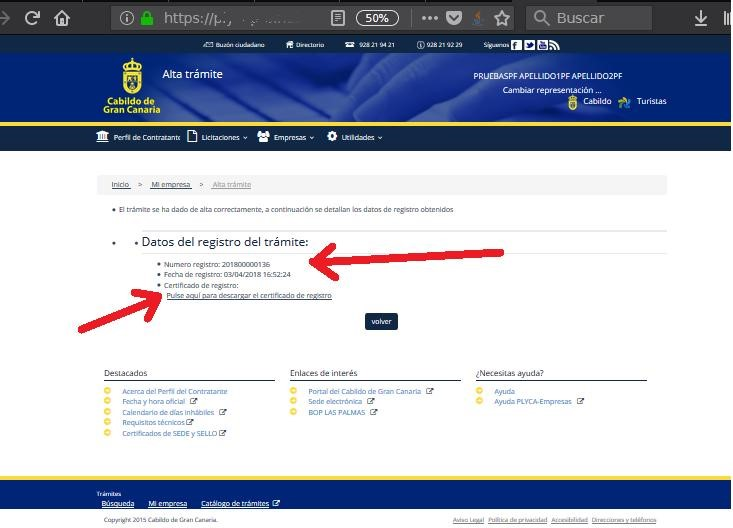 https://
50%
Buscar
Buzón ciudadano
Directorio
928 21 94 21
928 21 92 29
Síguenos
Cabildo de
Gran Canaria
Alta trámite
PRUEBASPF APELLIDO1PF APELLIDO2PF
Cambiar representación ...
Cabildo Turistas
Perfil de Contratante Licitaciones Empresas Utilidades
Inicio > Mi empresa > Alta trámite
El trámite se ha dado de alta correctamente, a continuación se detallan los datos de registro obtenidos
Datos del registro del trámite:
Numero registro: 201800000136
Fecha de registro: 03/04/2018 16:52:24
Certificado de registro:
Pulse aquí para descargar el certificado de registro
volver
Destacados
Acerca del Perfil del Contratante
Fecha y hora oficial
Calendario de días inhábiles
Requisitos técnicos
Certificados de SEDE y SELLO
Enlaces de interés
Portal del Cabildo de Gran Canaria
Sede electrónica
BOP LAS PALMAS
¿Necesitas ayuda?
Ayuda
Ayuda PLYCA-Empresas
Trámites
Búsqueda Mi empresa Catálogo de trámites
Copyright 2015 Cabildo de Gran Canaria.
Aviso Legal Política de privacidad Accesibilidad Direcciones y teléfonos